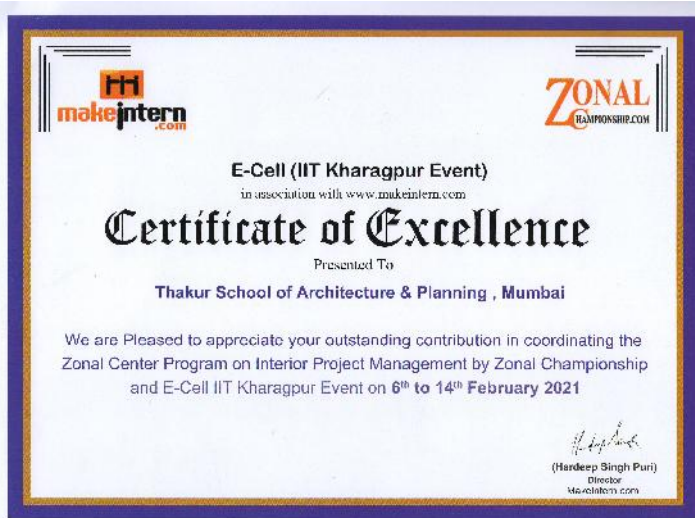 makeintern
.com
ZONAL
CHAMPIONSHIP.COM
E-Cell (IIT Kharagpur Event)
in association with www.makeintern.com
Certificate of Excellence
Presented To
Thakur School of Architecture & Planning , Mumbai
We are Pleased to appreciate your outstanding contribution in coordinating the
Zonal Center Program on Interior Project Management by Zonal Championship
and E-Cell IIT Kharagpur Event on 6th to 14th February 2021
(Hardeep Singh Puri)
Director
MakeIntern.com